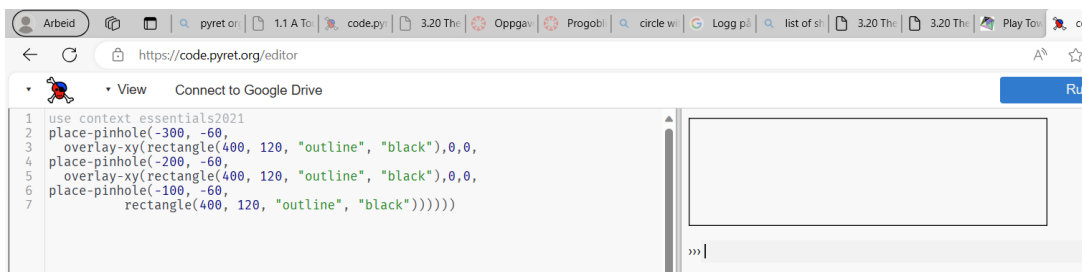 Arbeid pyret or 1.1 A To code.py 3.20 The Oppgav Progobl circle wi Logg på list of sh 3.20 The 3.20 The Play Tow c
https://code.pyret.org/editor A
View Connect to Google Drive Ru
1 use context essentials2021
2 place-pinhole(-300, -60,
3 overlay-xy(rectangle(400, 120, "outline", "black"),0,0,
4 place-pinhole(-200, -60,
5 overlay-xy(rectangle(400, 120, "outline", "black"),0,0,
6 place-pinhole(-100, -60,
7 rectangle(400, 120, "outline", "black"))))))
›››